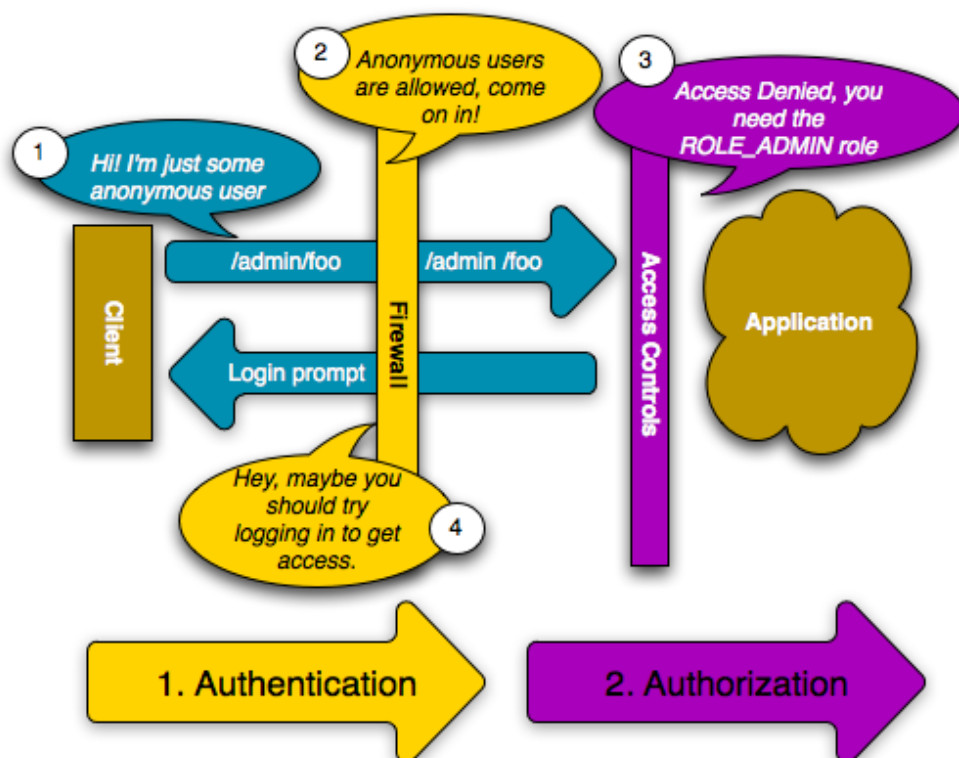 1
Hi! I'm just some
anonymous user
2
Anonymous users
are allowed, come
on in!
3
Access Denied, you
need the
ROLE_ADMIN role
Client
/admin/foo
/admin /foo
Firewall
Access Controls
Application
Login prompt
Hey, maybe you
should try
logging in to get
access.
4
1. Authentication
2. Authorization